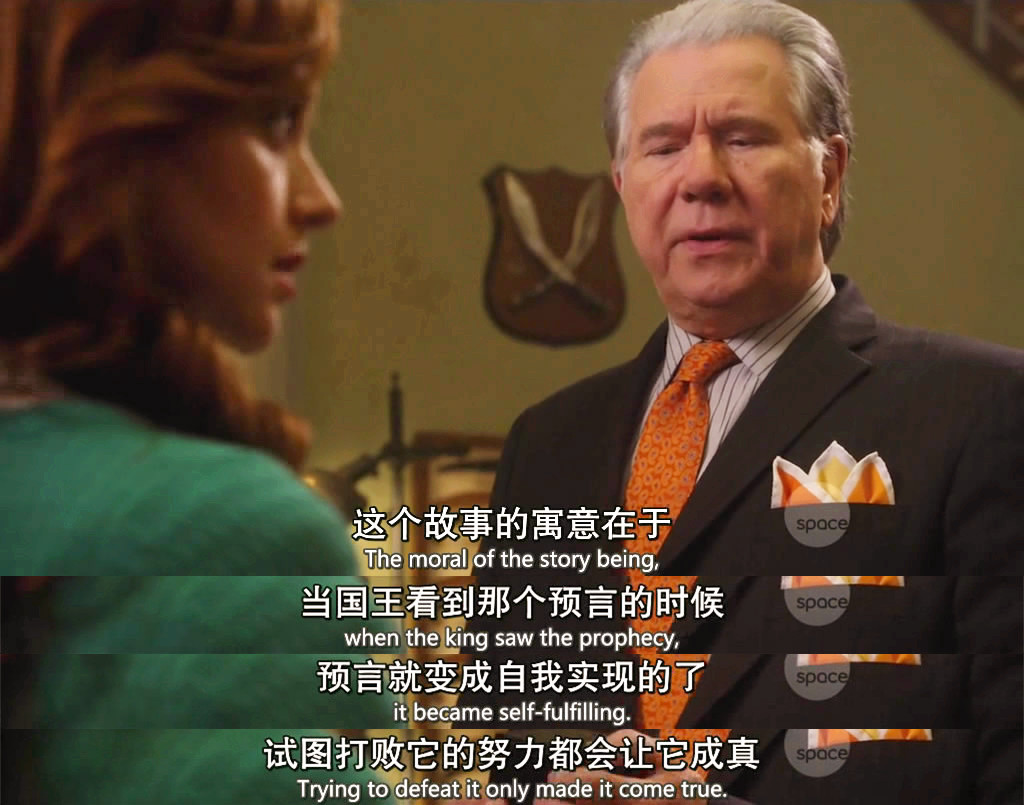 这个故事的寓意在于
space
The moral of the story being,
当国王看到那个预言的时候
space
when the king saw the prophecy,
预言就变成自我实现的了
space
it became self-fulfilling.
试图打败它的努力都会让它成真
space
Trying to defeat it only made it come true.